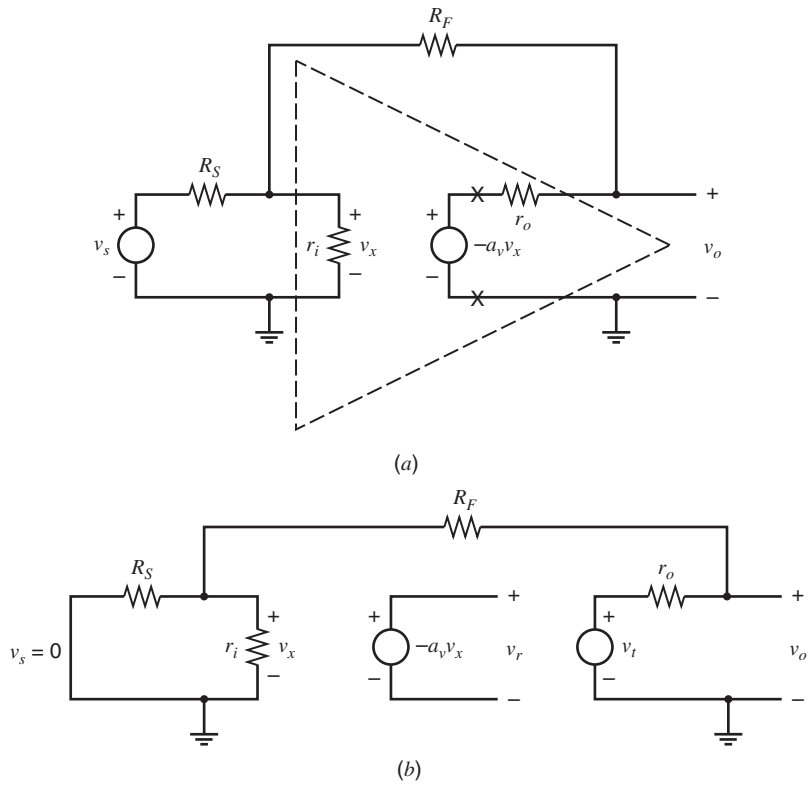 R_F
R_S
+ + + +
v_s r_i v_x −a_v v_x r_o v_o
− − − −
(a)
R_F
R_S r_o
+ + + + +
v_s = 0 r_i v_x −a_v v_x v_r v_t v_o
− − − − −
(b)